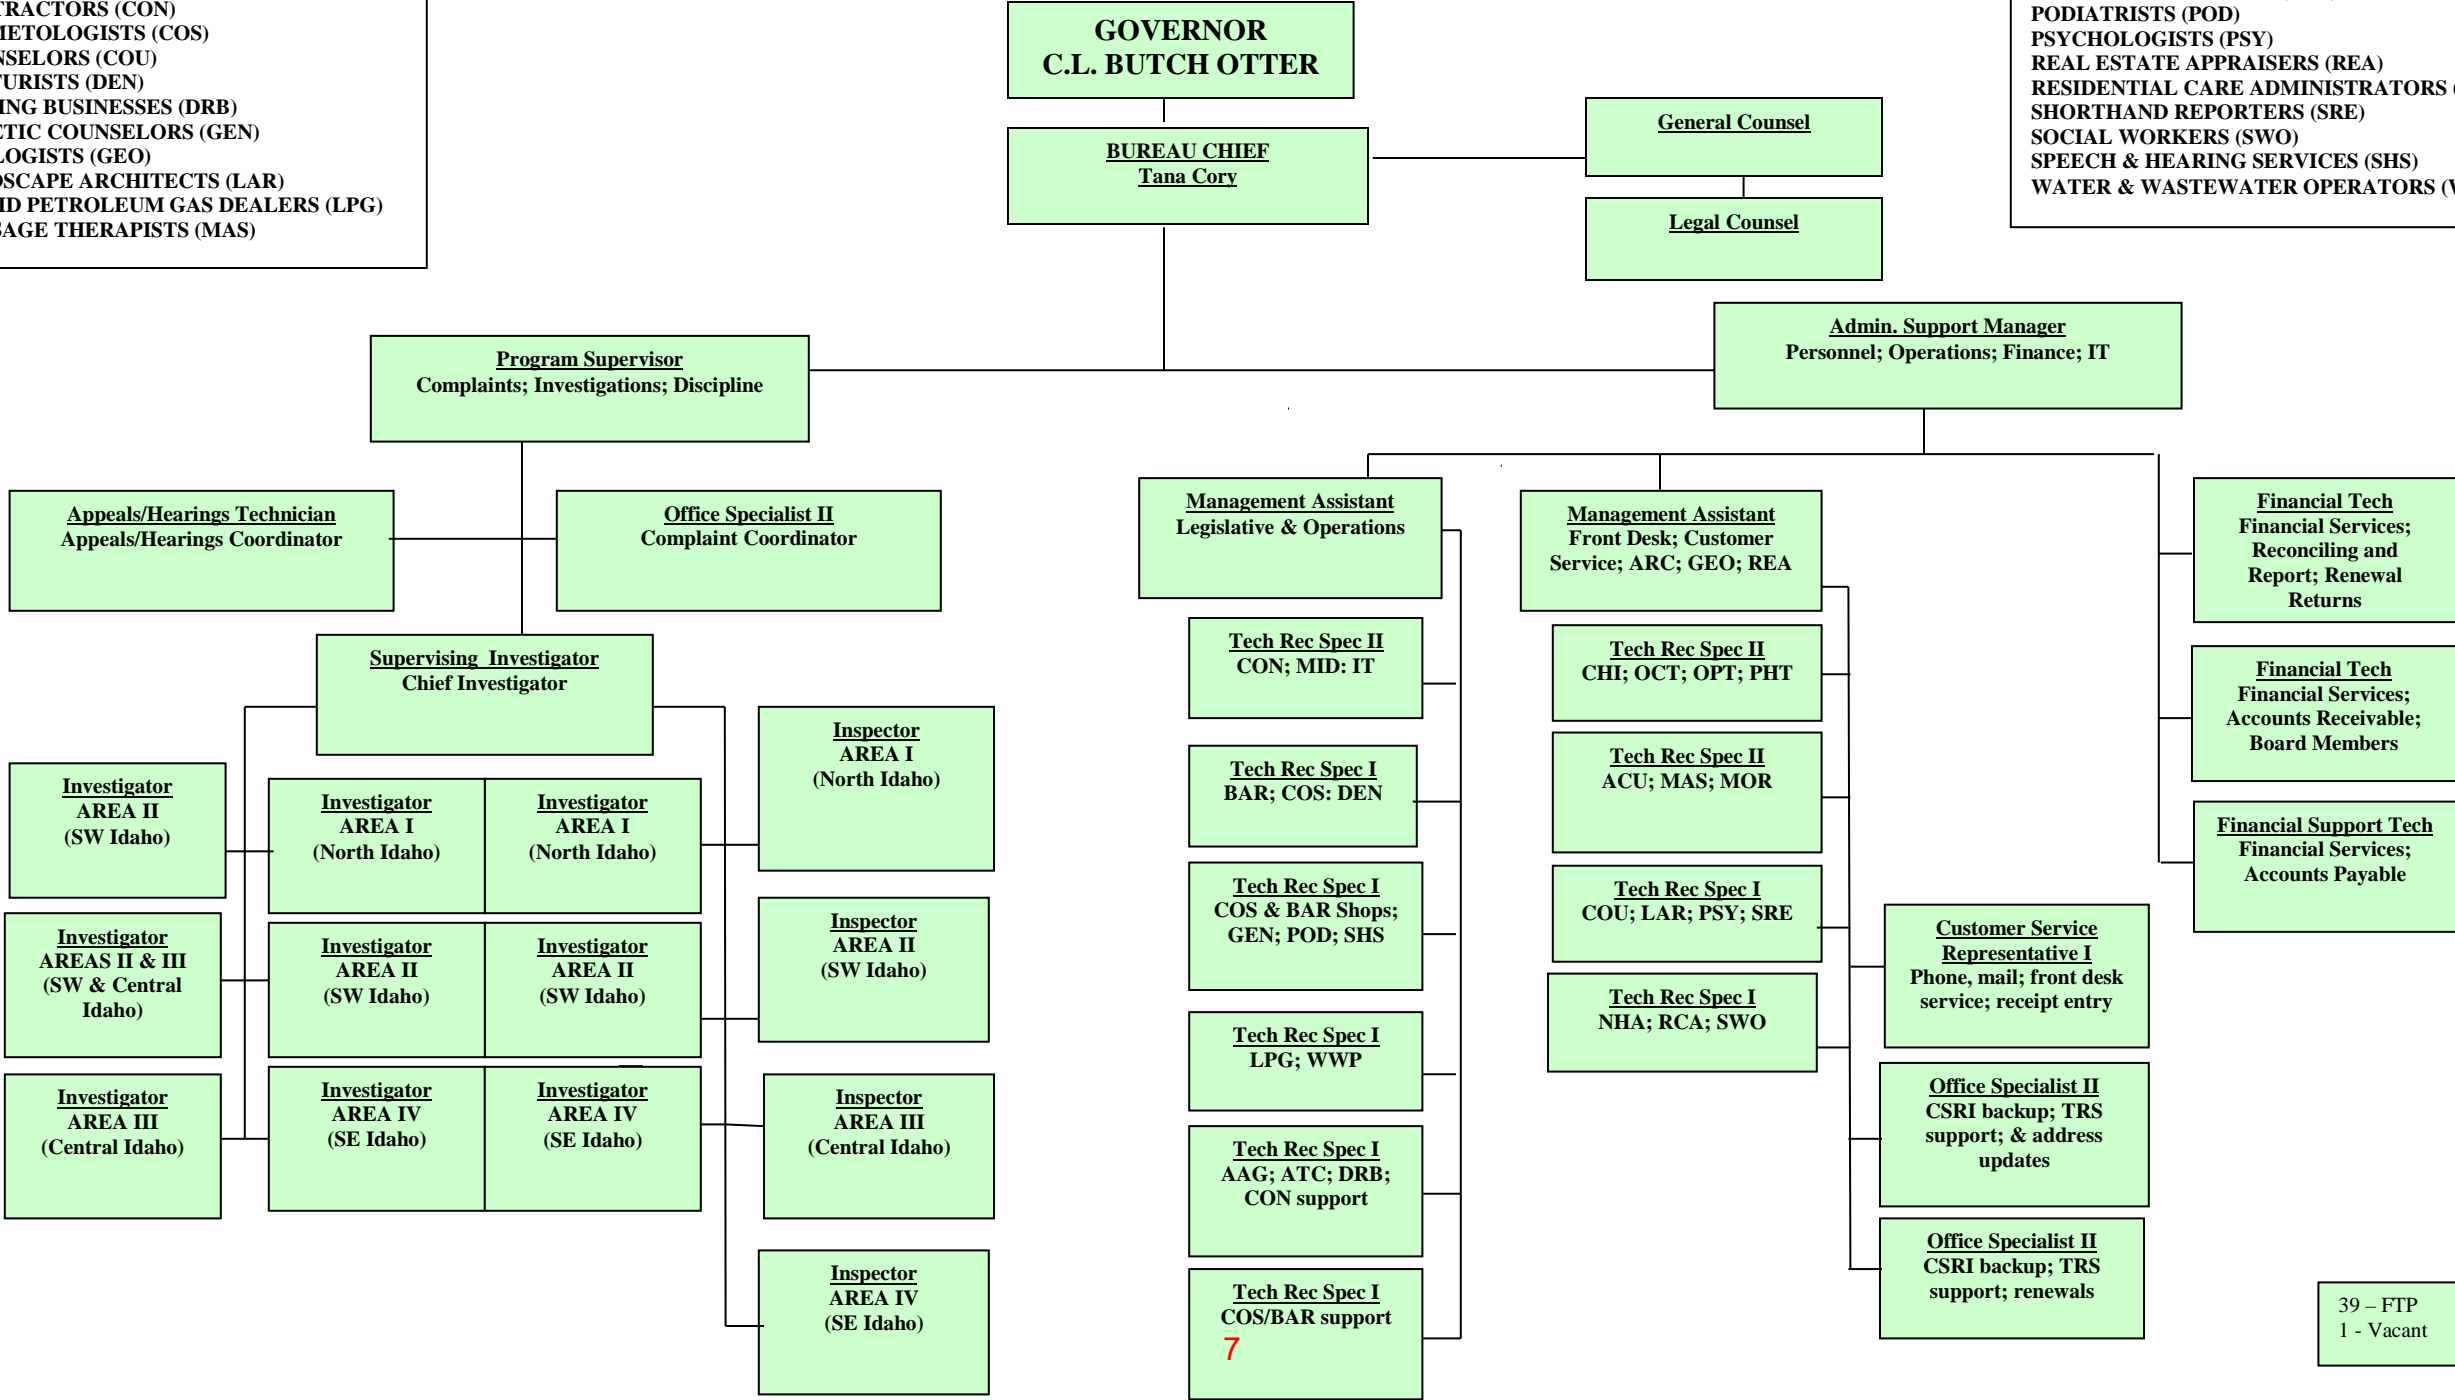 (CON)
(COS)
(COU)
(DEN)
BUSINESSES (DRB)
COUNSELORS (GEN)
(GEO)
ARCHITECTS (LAR)
PETROLEUM GAS DEALERS (LPG)
THERAPISTS (MAS)
GOVERNOR
C.L. BUTCH OTTER
BUREAU CHIEF
Tana Cory
General Counsel
Legal Counsel
PODIATRISTS (POD)
PSYCHOLOGISTS (PSY)
REAL ESTATE APPRAISERS (REA)
RESIDENTIAL CARE ADMINISTRATORS
SHORTHAND REPORTERS (SRE)
SOCIAL WORKERS (SWO)
SPEECH & HEARING SERVICES (SHS)
WATER & WASTEWATER OPERATORS
Program Supervisor
Complaints; Investigations; Discipline
Admin. Support Manager
Personnel; Operations; Finance; IT
Appeals/Hearings Technician
Appeals/Hearings Coordinator
Office Specialist II
Complaint Coordinator
Supervising Investigator
Chief Investigator
Investigator
AREA II
(SW Idaho)
Investigator
AREAS II & III
(SW & Central
Idaho)
Investigator
AREA III
(Central Idaho)
Investigator
AREA I
(North Idaho)
Investigator
AREA I
(North Idaho)
Investigator
AREA II
(SW Idaho)
Investigator
AREA II
(SW Idaho)
Investigator
AREA IV
(SE Idaho)
Investigator
AREA IV
(SE Idaho)
Inspector
AREA I
(North Idaho)
Inspector
AREA II
(SW Idaho)
Inspector
AREA III
(Central Idaho)
Inspector
AREA IV
(SE Idaho)
Management Assistant
Legislative & Operations
Tech Rec Spec II
CON; MID: IT
Tech Rec Spec I
BAR; COS: DEN
Tech Rec Spec I
COS & BAR Shops;
GEN; POD; SHS
Tech Rec Spec I
LPG; WWP
Tech Rec Spec I
AAG; ATC; DRB;
CON support
Tech Rec Spec I
COS/BAR support
7
Management Assistant
Front Desk; Customer
Service; ARC; GEO; REA
Tech Rec Spec II
CHI; OCT; OPT; PHT
Tech Rec Spec II
ACU; MAS; MOR
Tech Rec Spec I
COU; LAR; PSY; SRE
Tech Rec Spec I
NHA; RCA; SWO
Customer Service
Representative I
Phone, mail; front desk
service; receipt entry
Office Specialist II
CSRI backup; TRS
support; & address
updates
Office Specialist II
CSRI backup; TRS
support; renewals
Financial Tech
Financial Services;
Reconciling and
Report; Renewal
Returns
Financial Tech
Financial Services;
Accounts Receivable;
Board Members
Financial Support Tech
Financial Services;
Accounts Payable
39 – FTP
1 - Vacant